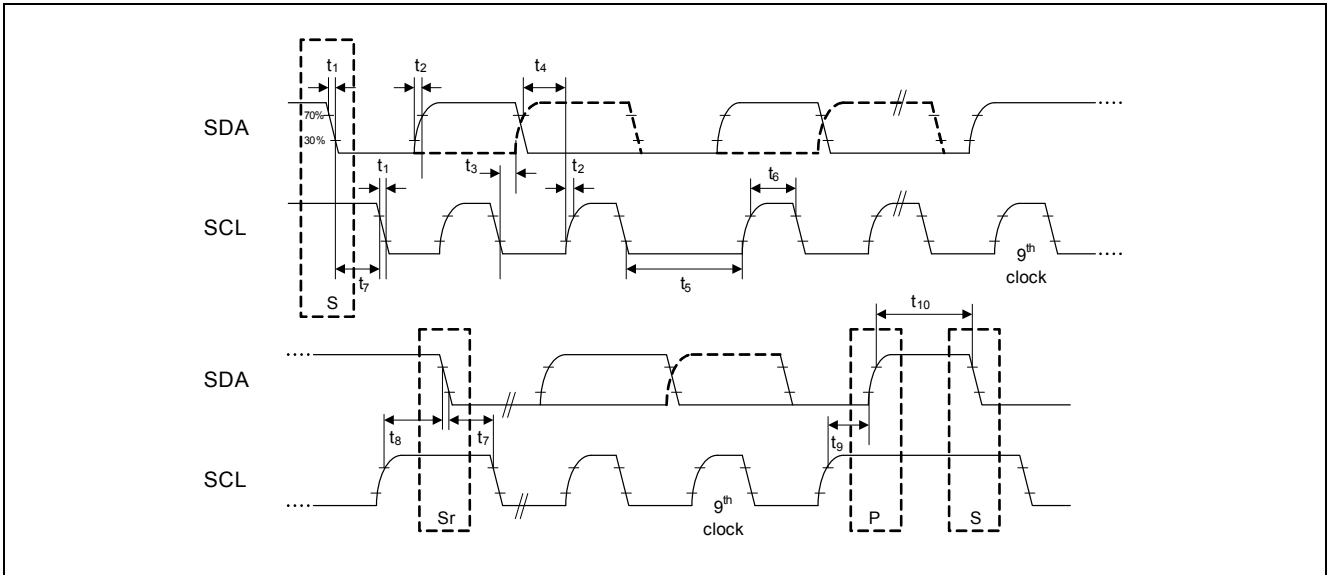 t1 t2 t4
SDA
70%
30%
t1 t3 t2 t6
SCL
t7 t5
9th
clock
S
t10
SDA
t8 t7 t9
SCL
Sr
9th
clock
P
S